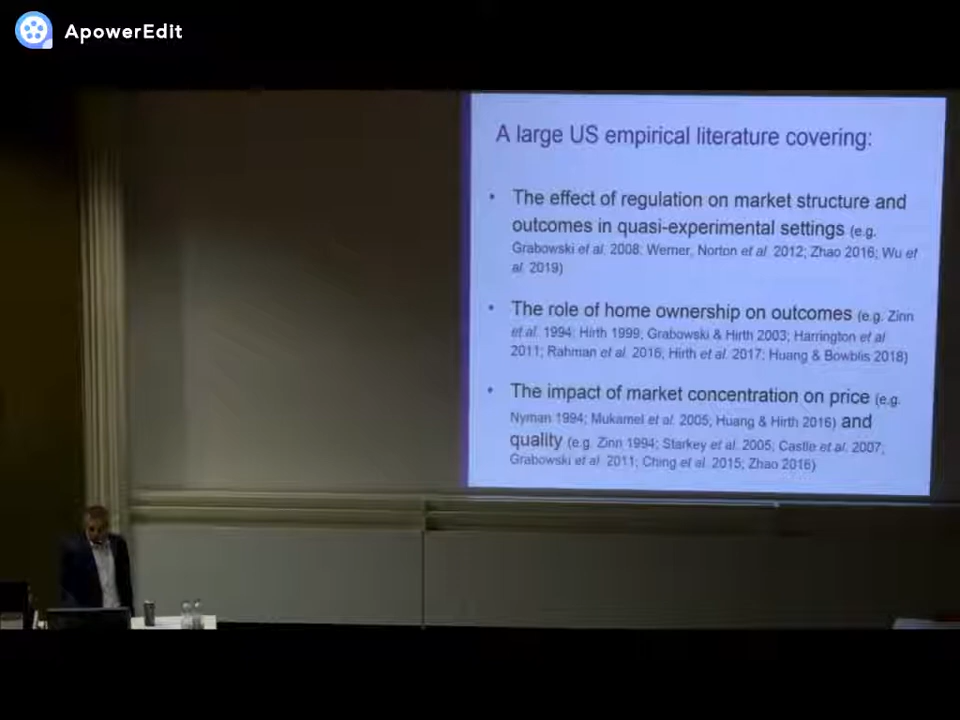 ApowerEdit
A large US empirical literature covering:
• The effect of regulation on market structure and
outcomes in quasi-experimental settings (e.g.
Grabowski et al. 2008; Werner, Norton et al. 2012; Zhao 2016; Wu et
al. 2019)
• The role of home ownership on outcomes (e.g. Zinn
et al. 1994; Hirth 1999; Grabowski & Hirth 2003; Harrington et al
2011; Rahman et al. 2016; Hirth et al. 2017; Huang & Bowblis 2018)
• The impact of market concentration on price (e.g.
Nyman 1994; Mukamel et al. 2005; Huang & Hirth 2016) and
quality (e.g. Zinn 1994; Starkey et al. 2005; Castle et al. 2007;
Grabowski et al. 2011; Ching et al. 2015; Zhao 2016)